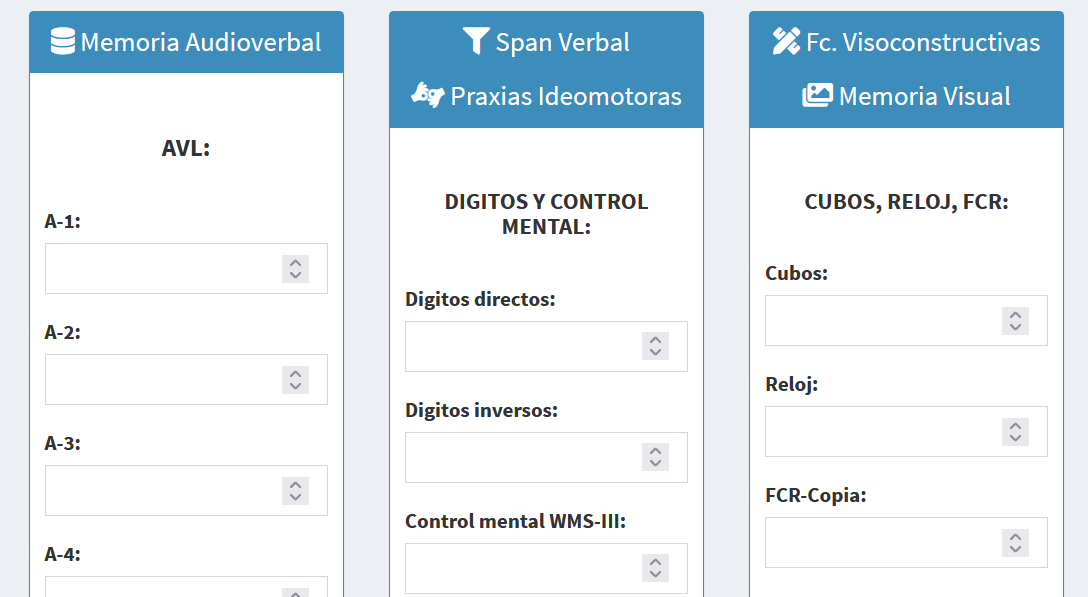 Memoria Audioverbal
AVL:
A-1:
A-2:
A-3:
A-4:
Span Verbal
Praxias Ideomotoras
DIGITOS Y CONTROL
MENTAL:
Digitos directos:
Digitos inversos:
Control mental WMS-III:
Fc. Visoconstructivas
Memoria Visual
CUBOS, RELOJ, FCR:
Cubos:
Reloj:
FCR-Copia: